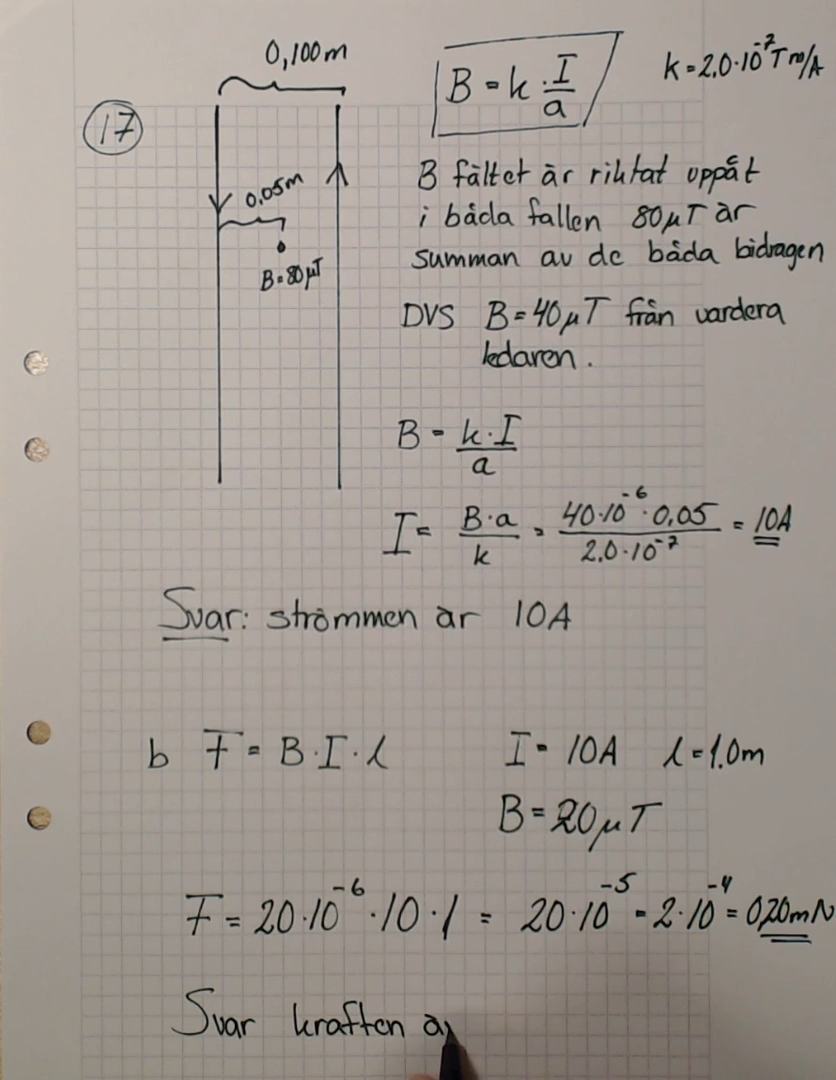 0,100m
B = k · I/a
k = 2,0·10⁻⁷ Tm/A
17
0,05m
B = 80µT
B fältet är riktat uppåt
i båda fallen 80µT är
summan av de båda bidragen
DVS B = 40µT från vardera
ledaren.
B = k·I/a
I = B·a/k = 40·10⁻⁶·0,05/2,0·10⁻⁷ = 10A
Svar: strömmen är 10A
b F = B·I·l I = 10A l = 1,0m
B = 20µT
F = 20·10⁻⁶·10·1 = 20·10⁻⁵ = 2·10⁻⁴ = 0,20mN
Svar kraften är